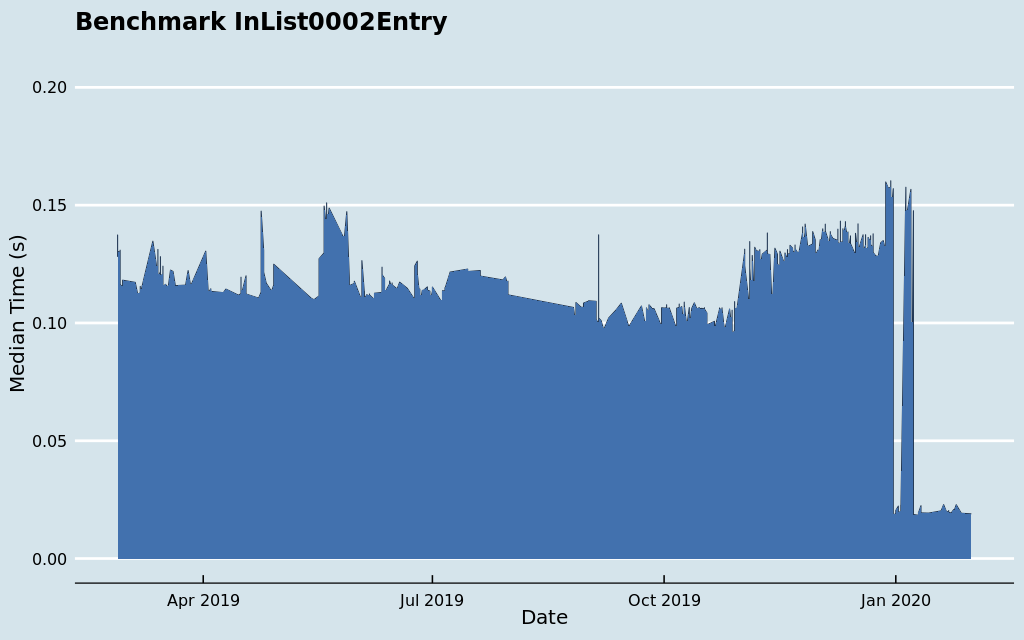 Benchmark InList0002Entry
Median Time (s)
0.20
0.15
0.10
0.05
0.00
Apr 2019
Jul 2019
Oct 2019
Jan 2020
Date